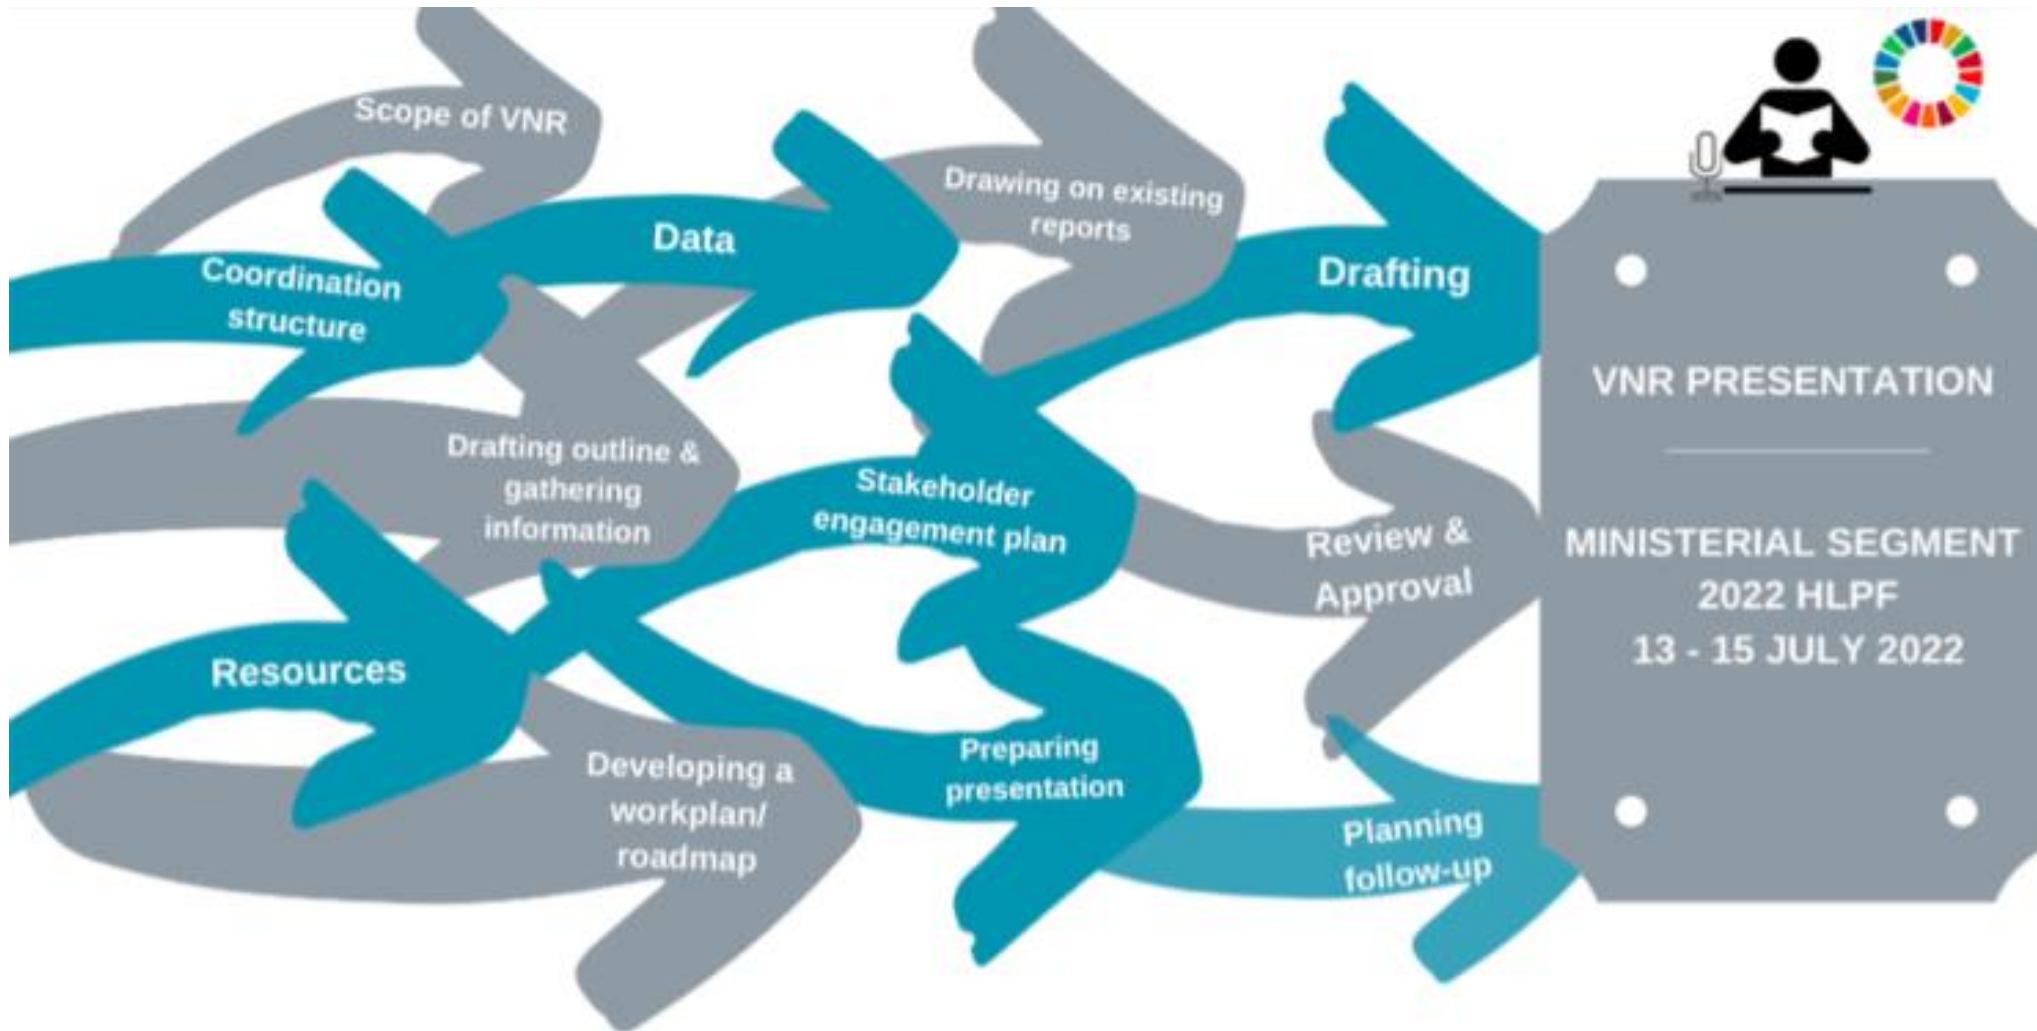 Scope of VNR
Coordination
structure
Data
Drawing on existing
reports
Drafting
Drafting outline &
gathering
information
Stakeholder
engagement plan
Review &
Approval
Resources
Developing a
workplan/
roadmap
Preparing
presentation
Planning
follow-up
VNR PRESENTATION
MINISTERIAL SEGMENT
2022 HLPF
13 - 15 JULY 2022